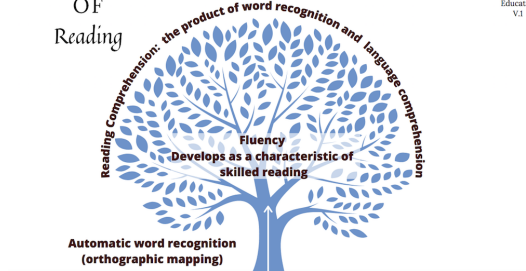 OF
Educat
V.1
Reading
Reading Comprehension: the product of word recognition and language comprehension
Fluency
Develops as a characteristic of
skilled reading
Automatic word recognition
(orthographic mapping)